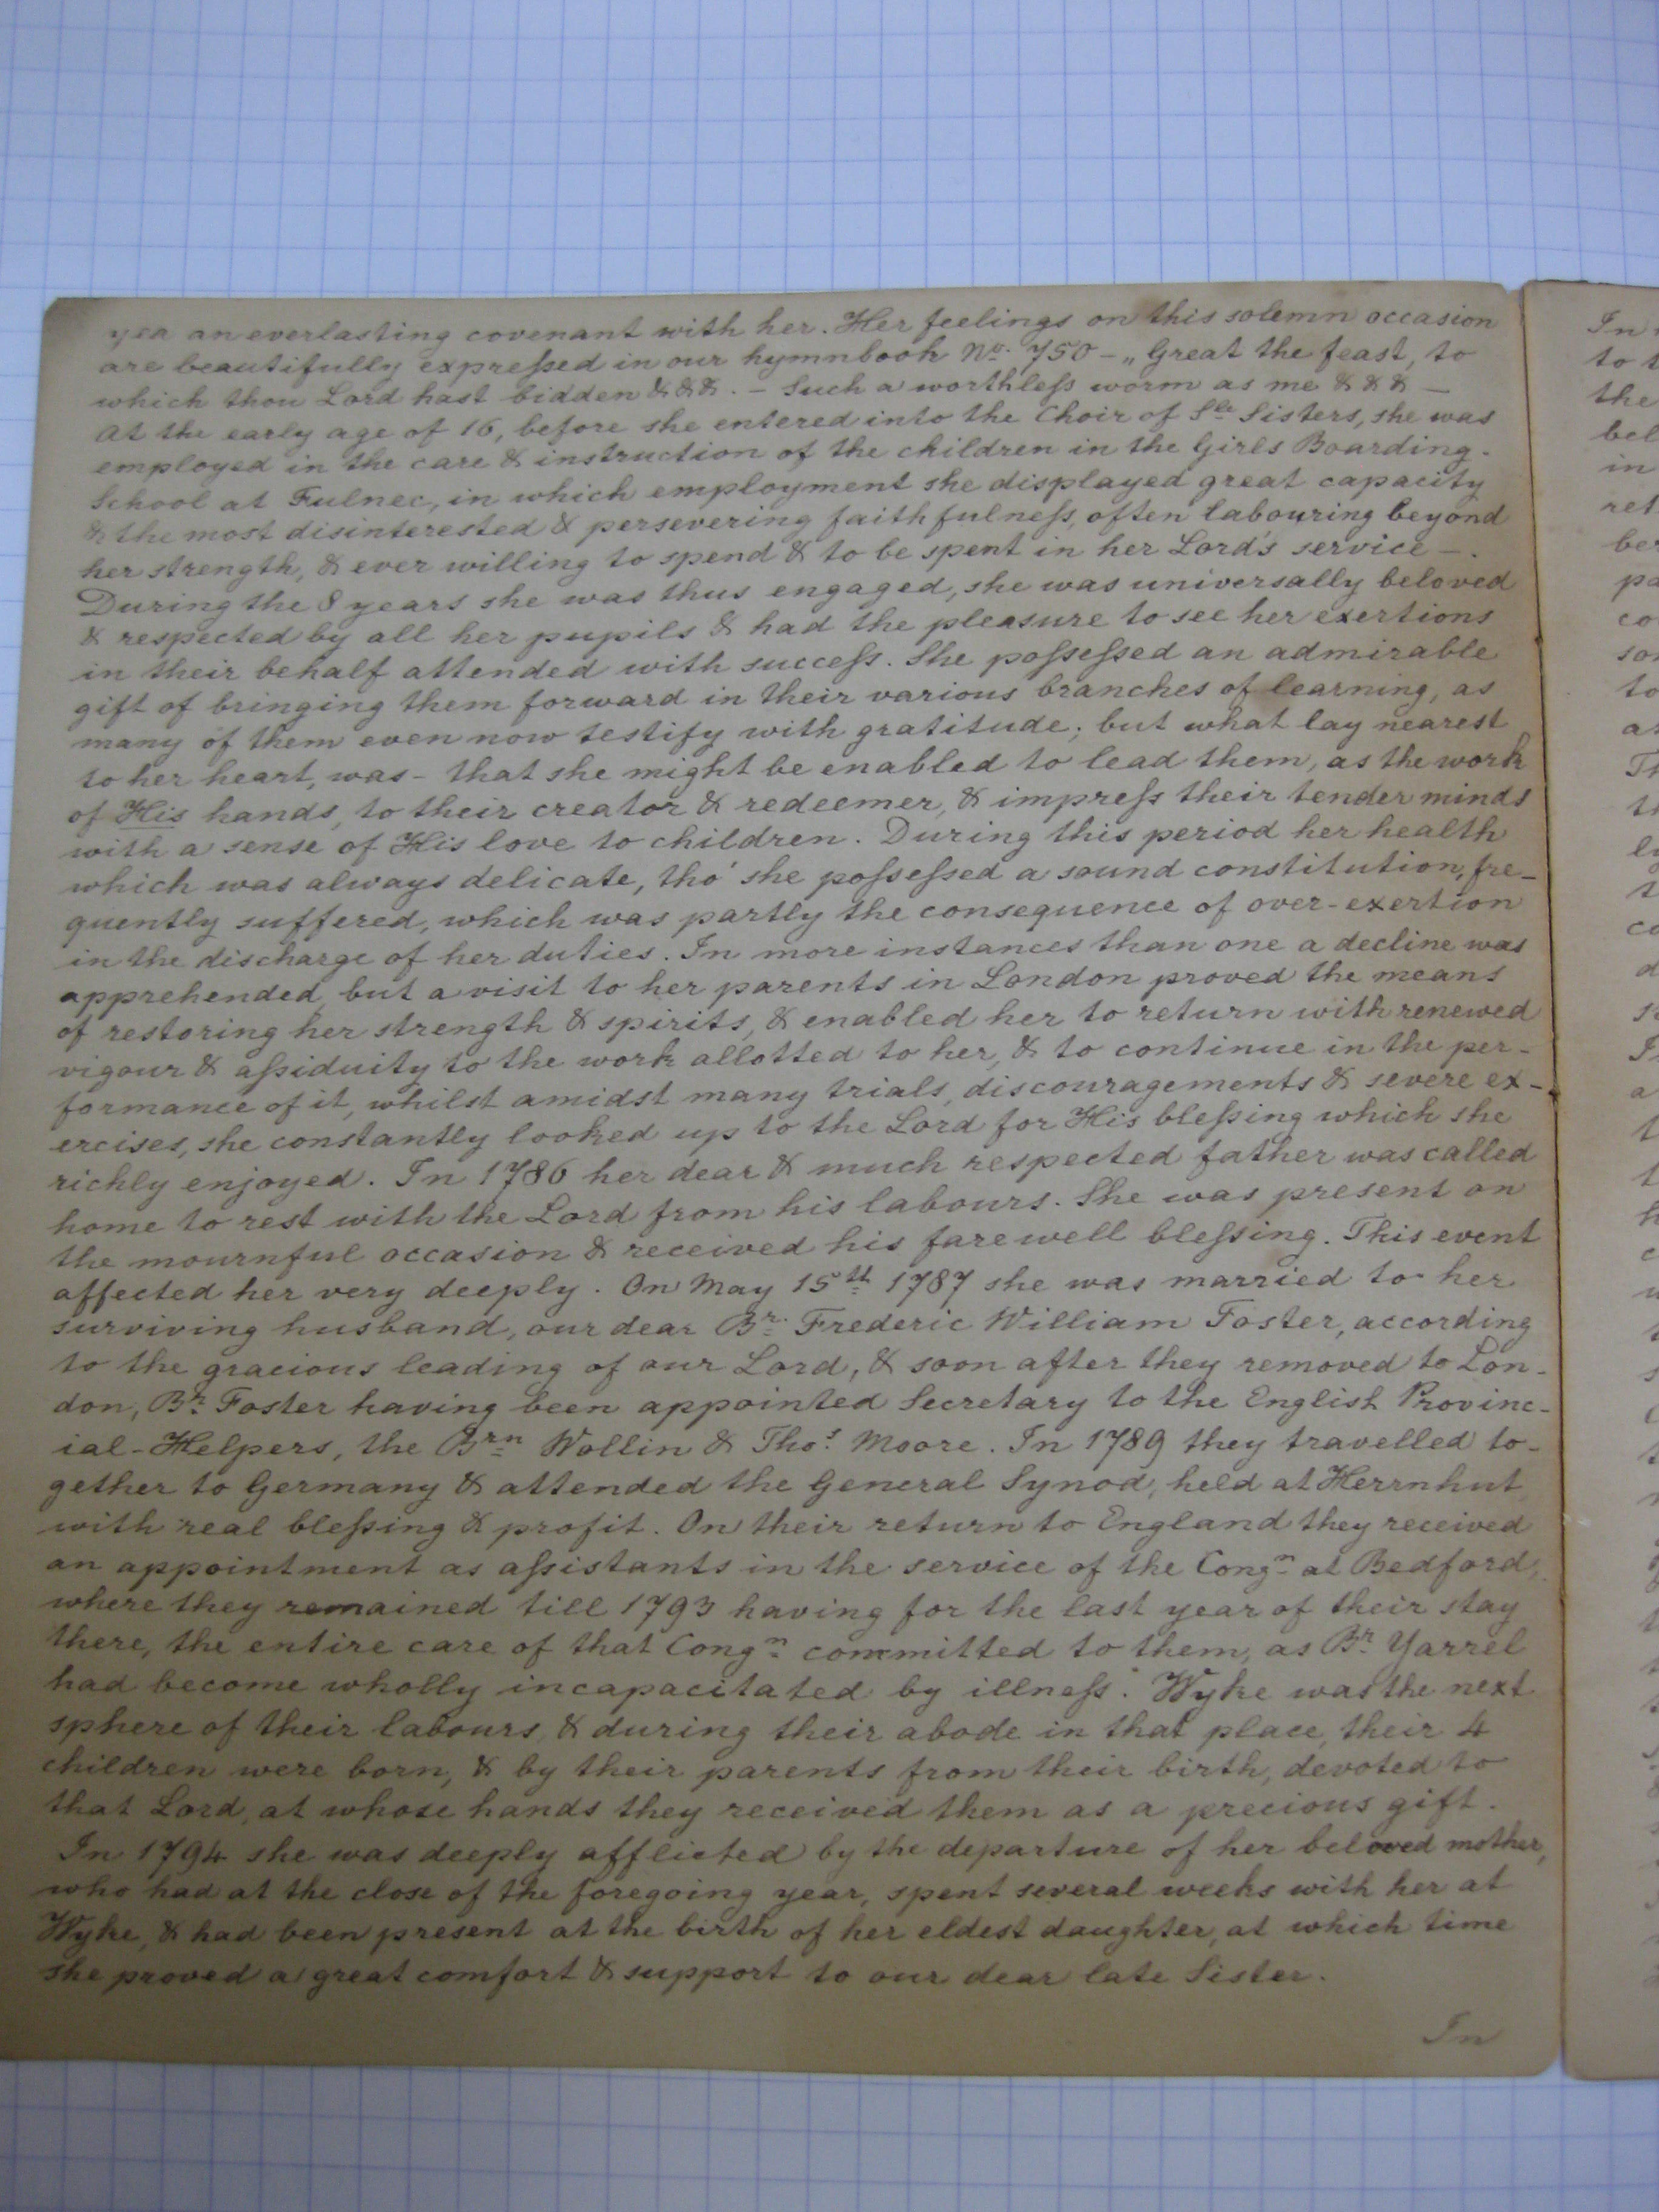 yea an everlasting covenant with her. Her feelings on this solemn occasion
are beautifully expreſsed in our hymnbook No. 750 – „ Great the feast, to
which thou Lord hast bidden &&&. – Such a worthleſs worm as me &&& –
At the early age of 16, before she entered into the Choir of Sle Sisters, she was
employed in the care & instruction of the children in the Girls Boarding-
School at Fulnec, in which employment she displayed great capacity
& the most disinterested & persevering faithfulneſs, often labouring beyond
her strength, & ever willing to spend & to be spent in her Lord's service –.
During the 8 years she was thus engaged, she was universally beloved
& respected by all her pupils & had the pleasure to see her exertions
in their behalf attended with succeſs. She poſseſsed an admirable
gift of bringing them forward in their various branches of learning, as
many of them even now testify with gratitude; but what lay nearest
to her heart, was – that she might be enabled to lead them, as the work
of His hands, to their creator & redeemer, & impreſs their tender minds
with a sense of His love to children. During this period her health
which was always delicate, tho' she poſseſsed a sound constitution, fre-
quently suffered, which was partly the consequence of over-exertion
in the discharge of her duties. In more instances than one a decline was
apprehended, but a visit to her parents in London proved the means
of restoring her strength & spirits, & enabled her to return with renewed
vigour & aſsiduity to the work allotted to her, & to continue in the per-
formance of it, whilst amidst many trials, discouragements & severe ex-
ercises, she constantly looked up to the Lord for His bleſsing which she
richly enjoyed. In 1786 her dear & much respected father was called
home to rest with the Lord from his labours. She was present on
the mournful occasion & received his farewell bleſsing. This event
affected her very deeply. On May 15th 1787 she was married to her
surviving husband, our dear Br. Frederic William Foster, according
to the gracious leading of our Lord, & soon after they removed to Lon-
don, Br. Foster having been appointed Secretary to the English Provinc-
ial-Helpers, the Brn Wollin & Thos. Moore. In 1789 they travelled to-
gether to Germany & attended the General Synod, held at Herrnhut,
with real bleſsing & profit. On their return to England they received
an appointment as aſsistants in the service of the Congn at Bedford,
where they remained till 1793 having for the last year of their stay
there, the entire care of that Congn committed to them, as Br. Yarrel
had become wholly incapacitated by illneſs. Wyke was the next
sphere of their labours, & during their abode in that place, their 4
children were born, & by their parents from their birth, devoted to
that Lord, at whose hands they received them as a precious gift.
In 1794 she was deeply afflicted by the departure of her beloved mother,
who had at the close of the foregoing year, spent several weeks with her at
Wyke, & had been present at the birth of her eldest daughter, at which time
she proved a great comfort & support to our dear late Sister.
In